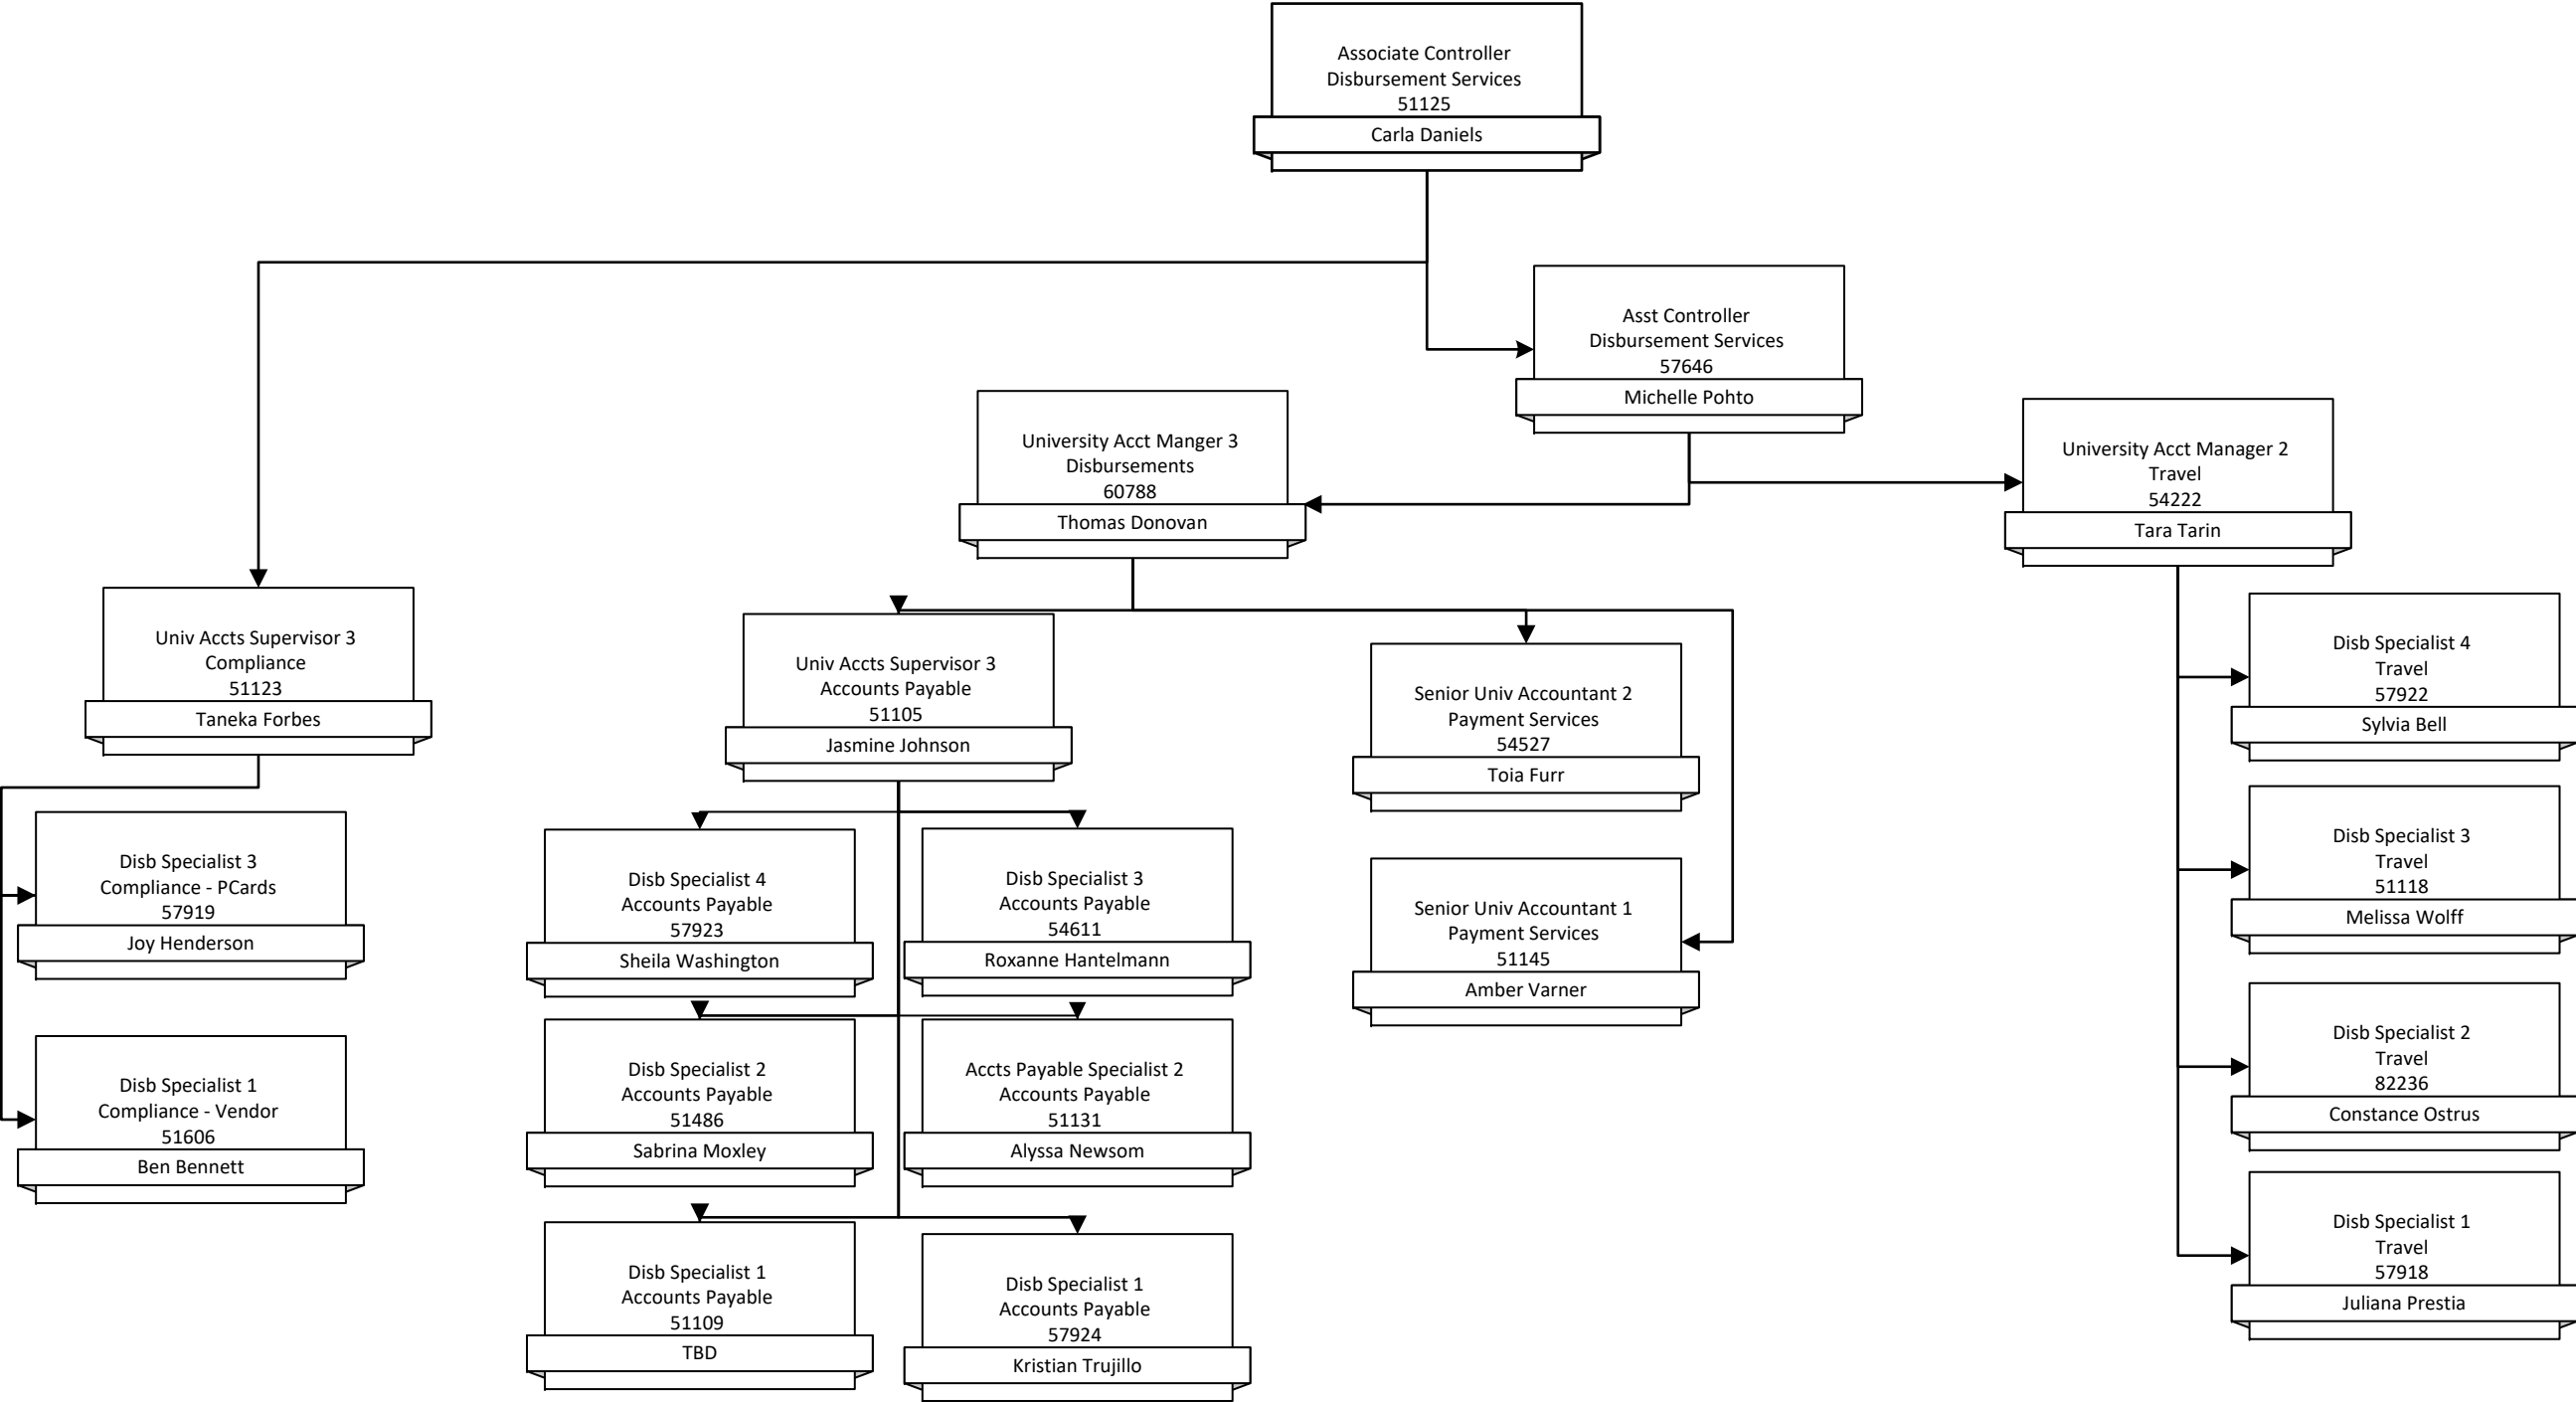 Associate Controller
Disbursement Services
51125
Carla Daniels
Asst Controller
Disbursement Services
57646
Michelle Pohto
University Acct Manger 3
Disbursements
60788
Thomas Donovan
University Acct Manager 2
Travel
54222
Tara Tarin
Univ Accts Supervisor 3
Compliance
51123
Taneka Forbes
Univ Accts Supervisor 3
Accounts Payable
51105
Jasmine Johnson
Senior Univ Accountant 2
Payment Services
54527
Toia Furr
Disb Specialist 4
Travel
57922
Sylvia Bell
Disb Specialist 3
Compliance - PCards
57919
Joy Henderson
Disb Specialist 4
Accounts Payable
57923
Sheila Washington
Disb Specialist 3
Accounts Payable
54611
Roxanne Hantelmann
Senior Univ Accountant 1
Payment Services
51145
Amber Varner
Disb Specialist 3
Travel
51118
Melissa Wolff
Disb Specialist 1
Compliance - Vendor
51606
Ben Bennett
Disb Specialist 2
Accounts Payable
51486
Sabrina Moxley
Accts Payable Specialist 2
Accounts Payable
51131
Alyssa Newsom
Disb Specialist 2
Travel
82236
Constance Ostrus
Disb Specialist 1
Accounts Payable
51109
TBD
Disb Specialist 1
Accounts Payable
57924
Kristian Trujillo
Disb Specialist 1
Travel
57918
Juliana Prestia